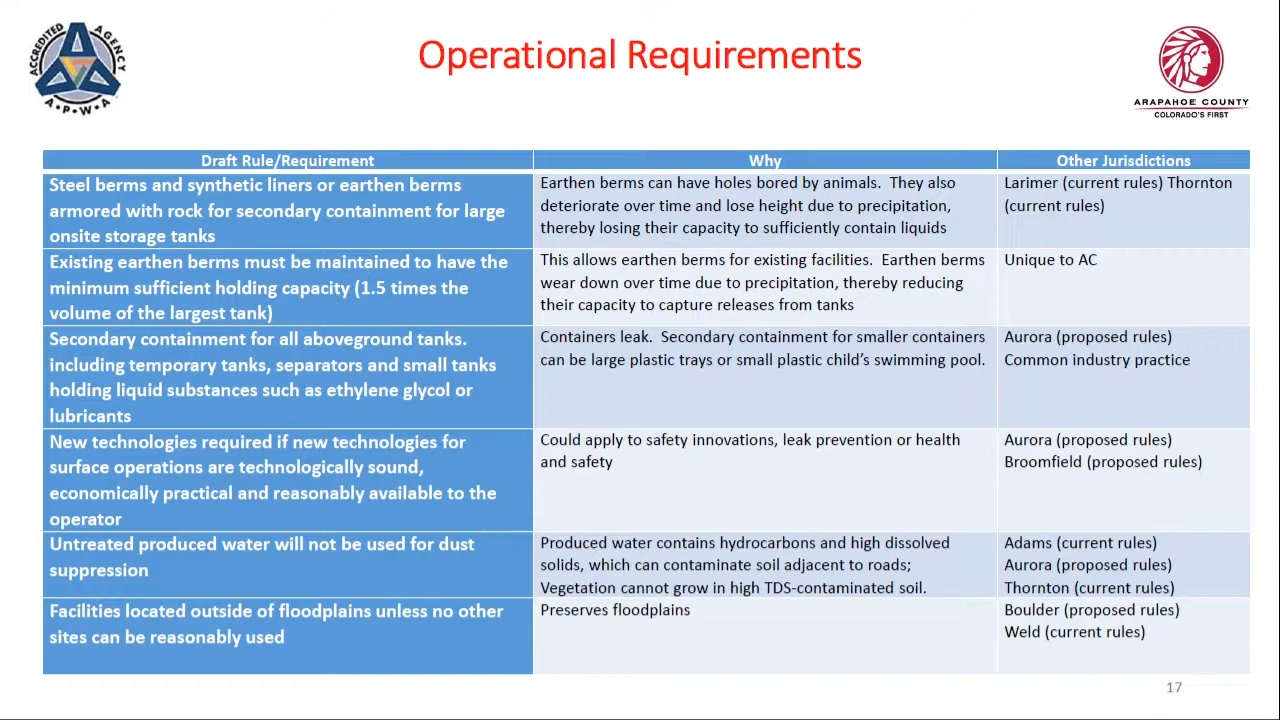 Operational Requirements
ACCREDITED AGENCY
A•P•W•A
ARAPAHOE COUNTY
COLORADO'S FIRST
Draft Rule/Requirement
Why
Other Jurisdictions
Steel berms and synthetic liners or earthen berms
armored with rock for secondary containment for large
onsite storage tanks
Earthen berms can have holes bored by animals. They also
deteriorate over time and lose height due to precipitation,
thereby losing their capacity to sufficiently contain liquids
Larimer (current rules) Thornton
(current rules)
Existing earthen berms must be maintained to have the
minimum sufficient holding capacity (1.5 times the
volume of the largest tank)
This allows earthen berms for existing facilities. Earthen berms
wear down over time due to precipitation, thereby reducing
their capacity to capture releases from tanks
Unique to AC
Secondary containment for all aboveground tanks.
including temporary tanks, separators and small tanks
holding liquid substances such as ethylene glycol or
lubricants
Containers leak. Secondary containment for smaller containers
can be large plastic trays or small plastic child's swimming pool.
Aurora (proposed rules)
Common industry practice
New technologies required if new technologies for
surface operations are technologically sound,
economically practical and reasonably available to the
operator
Could apply to safety innovations, leak prevention or health
and safety
Aurora (proposed rules)
Broomfield (proposed rules)
Untreated produced water will not be used for dust
suppression
Produced water contains hydrocarbons and high dissolved
solids, which can contaminate soil adjacent to roads;
Vegetation cannot grow in high TDS-contaminated soil.
Adams (current rules)
Aurora (proposed rules)
Thornton (current rules)
Facilities located outside of floodplains unless no other
sites can be reasonably used
Preserves floodplains
Boulder (proposed rules)
Weld (current rules)
17